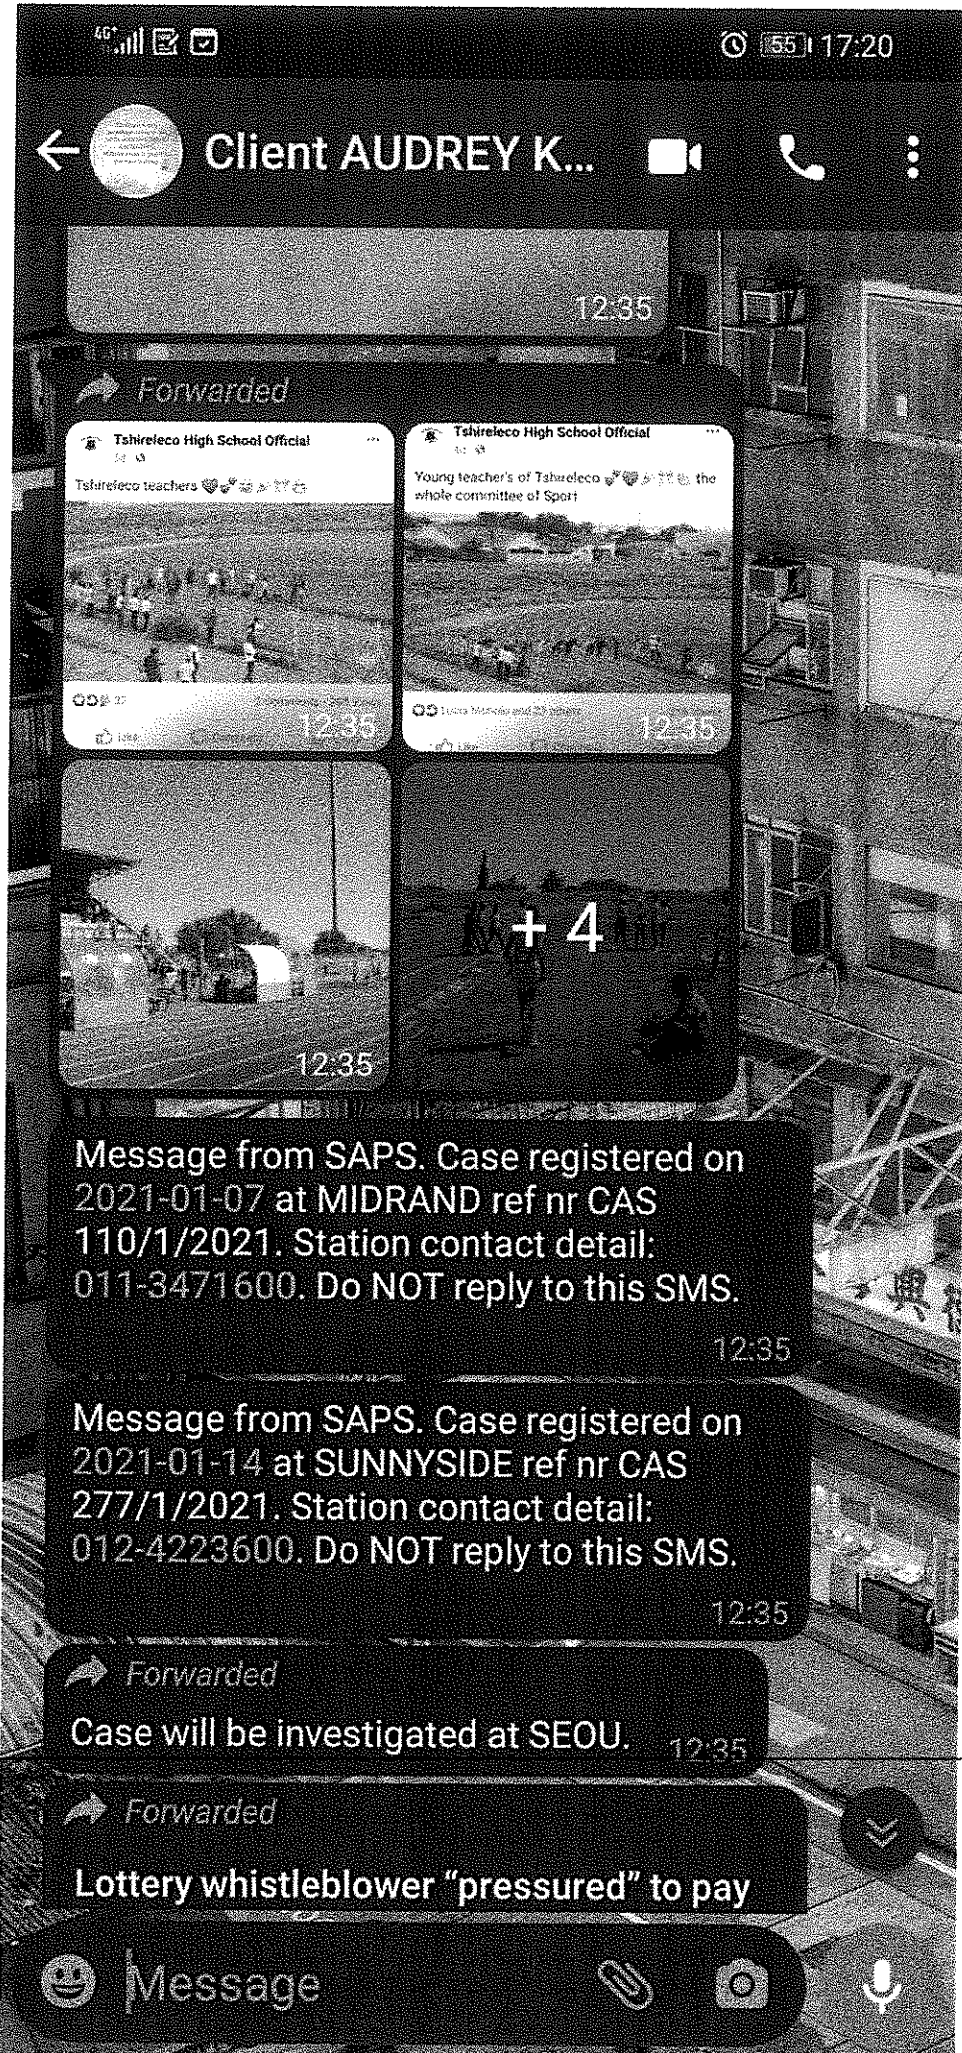 4G+ 55 17:20
Client AUDREY K...
12:35
Forwarded
Tshireleco High School Official
Tshireleco teachers
12:35
Like
Tshireleco High School Official
Young teacher's of Tshireleco the
whole committee of Sport
12:35
Like
12:35
+ 4
Message from SAPS. Case registered on
2021-01-07 at MIDRAND ref nr CAS
110/1/2021. Station contact detail:
011-3471600. Do NOT reply to this SMS.
12:35
Message from SAPS. Case registered on
2021-01-14 at SUNNYSIDE ref nr CAS
277/1/2021. Station contact detail:
012-4223600. Do NOT reply to this SMS.
12:35
Forwarded
Case will be investigated at SEOU.
12:35
Forwarded
Lottery whistleblower “pressured” to pay
Message